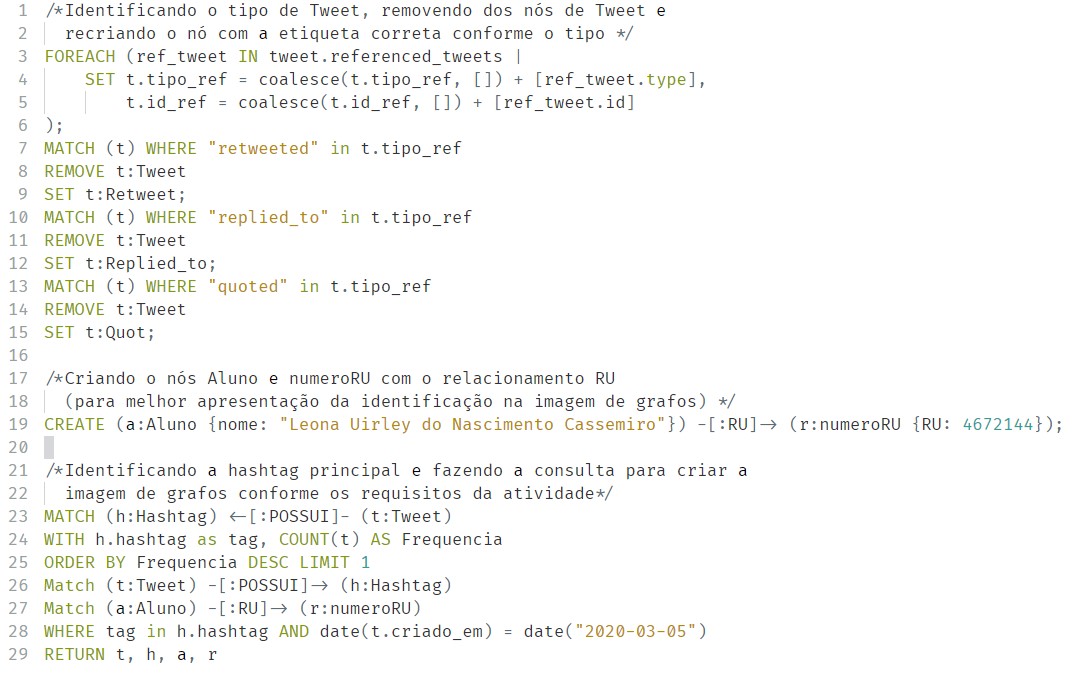 1 /*Identificando o tipo de Tweet, removendo dos nós de Tweet e
2 recriando o nó com a etiqueta correta conforme o tipo */
3 FOREACH (ref_tweet IN tweet.referenced_tweets |
4 SET t.tipo_ref = coalesce(t.tipo_ref, []) + [ref_tweet.type],
5 t.id_ref = coalesce(t.id_ref, []) + [ref_tweet.id]
6 );
7 MATCH (t) WHERE "retweeted" in t.tipo_ref
8 REMOVE t:Tweet
9 SET t:Retweet;
10 MATCH (t) WHERE "replied_to" in t.tipo_ref
11 REMOVE t:Tweet
12 SET t:Replied_to;
13 MATCH (t) WHERE "quoted" in t.tipo_ref
14 REMOVE t:Tweet
15 SET t:Quot;
16
17 /*Criando o nós Aluno e numeroRU com o relacionamento RU
18 (para melhor apresentação da identificação na imagem de grafos) */
19 CREATE (a:Aluno {nome: "Leona Uirley do Nascimento Cassemiro"}) -[:RU]-> (r:numeroRU {RU: 4672144});
20
21 /*Identificando a hashtag principal e fazendo a consulta para criar a
22 imagem de grafos conforme os requisitos da atividade*/
23 MATCH (h:Hashtag) <-[:POSSUI]- (t:Tweet)
24 WITH h.hashtag as tag, COUNT(t) AS Frequencia
25 ORDER BY Frequencia DESC LIMIT 1
26 Match (t:Tweet) -[:POSSUI]-> (h:Hashtag)
27 Match (a:Aluno) -[:RU]-> (r:numeroRU)
28 WHERE tag in h.hashtag AND date(t.criado_em) = date("2020-03-05")
29 RETURN t, h, a, r